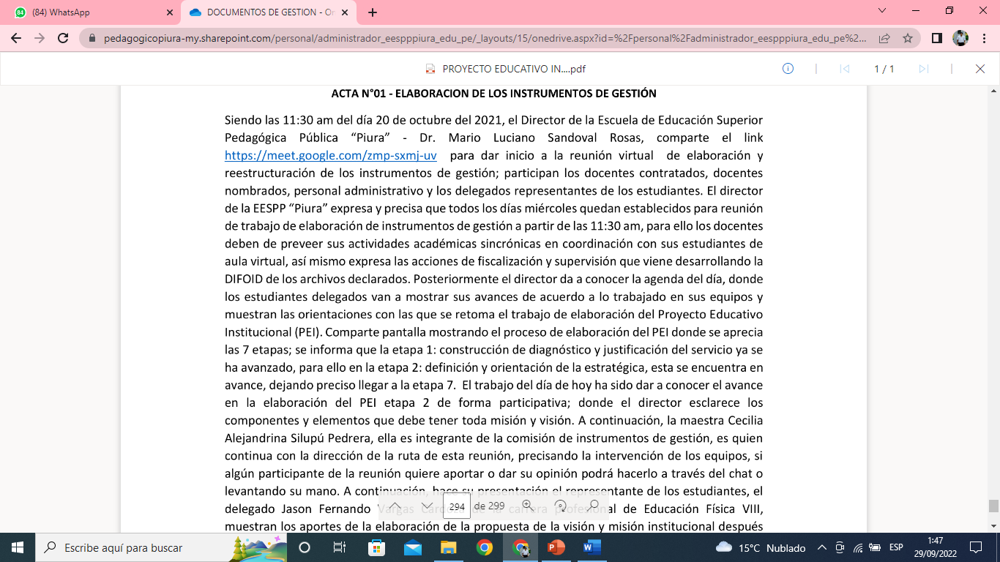 84 (84) WhatsApp
DOCUMENTOS DE GESTION - On
pedagogicopiura-my.sharepoint.com/personal/administrador_eespppiura_edu_pe/_layouts/15/onedrive.aspx?id=%2Fpersonal%2Fadministrador_eespppiura_edu_pe%2...
PROYECTO EDUCATIVO IN....pdf
1 / 1
ACTA N°01 - ELABORACION DE LOS INSTRUMENTOS DE GESTIÓN
Siendo las 11:30 am del día 20 de octubre del 2021, el Director de la Escuela de Educación Superior
Pedagógica Pública “Piura” - Dr. Mario Luciano Sandoval Rosas, comparte el link
https://meet.google.com/zmp-sxmj-uv para dar inicio a la reunión virtual de elaboración y
reestructuración de los instrumentos de gestión; participan los docentes contratados, docentes
nombrados, personal administrativo y los delegados representantes de los estudiantes. El director
de la EESPP “Piura” expresa y precisa que todos los días miércoles quedan establecidos para reunión
de trabajo de elaboración de instrumentos de gestión a partir de las 11:30 am, para ello los docentes
deben de preveer sus actividades académicas sincrónicas en coordinación con sus estudiantes de
aula virtual, así mismo expresa las acciones de fiscalización y supervisión que viene desarrollando la
DIFOID de los archivos declarados. Posteriormente el director da a conocer la agenda del día, donde
los estudiantes delegados van a mostrar sus avances de acuerdo a lo trabajado en sus equipos y
muestran las orientaciones con las que se retoma el trabajo de elaboración del Proyecto Educativo
Institucional (PEI). Comparte pantalla mostrando el proceso de elaboración del PEI donde se aprecia
las 7 etapas; se informa que la etapa 1: construcción de diagnóstico y justificación del servicio ya se
ha avanzado, para ello en la etapa 2: definición y orientación de la estratégica, esta se encuentra en
avance, dejando preciso llegar a la etapa 7. El trabajo del día de hoy ha sido dar a conocer el avance
en la elaboración del PEI etapa 2 de forma participativa; donde el director esclarece los
componentes y elementos que debe tener toda misión y visión. A continuación, la maestra Cecilia
Alejandrina Silupú Pedrera, ella es integrante de la comisión de instrumentos de gestión, es quien
continua con la dirección de la ruta de esta reunión, precisando la intervención de los equipos, si
algún participante de la reunión quiere aportar o dar su opinión podrá hacerlo a través del chat o
levantando su mano. A continuación, hace su presentación el representante de los estudiantes, el
delegado Jason Fernando Vargas de la carrera profesional de Educación Física VIII,
muestran los aportes de la elaboración de la propuesta de la visión y misión institucional después
294 de 299
Escribe aquí para buscar
15°C Nublado
ESP
1:47
29/09/2022